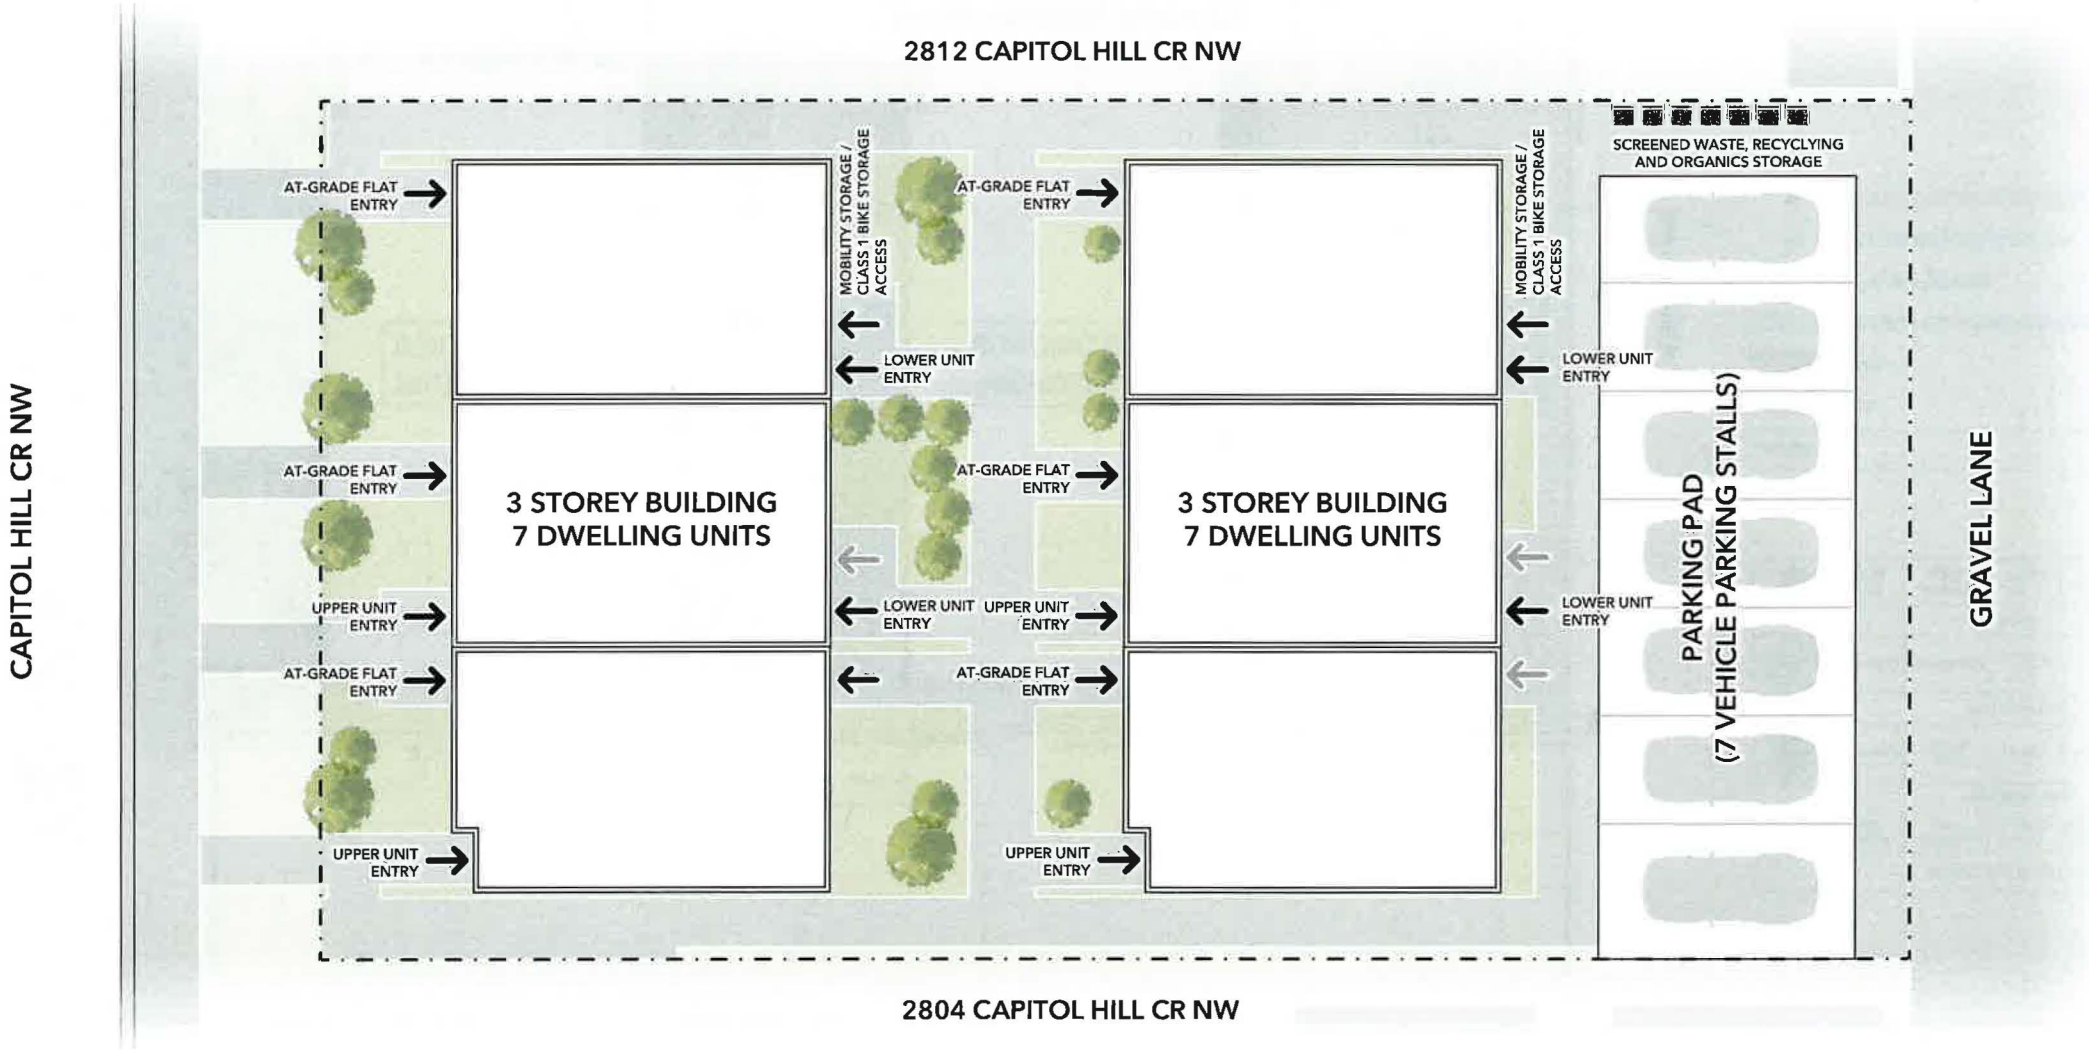 2812 CAPITOL HILL CR NW
CAPITOL HILL CR NW
AT-GRADE FLAT
ENTRY
AT-GRADE FLAT
ENTRY
UPPER UNIT
ENTRY
AT-GRADE FLAT
ENTRY
UPPER UNIT
ENTRY
3 STOREY BUILDING
7 DWELLING UNITS
MOBILITY STORAGE /
CLASS 1 BIKE STORAGE
ACCESS
LOWER UNIT
ENTRY
LOWER UNIT
ENTRY
AT-GRADE FLAT
ENTRY
AT-GRADE FLAT
ENTRY
UPPER UNIT
ENTRY
AT-GRADE FLAT
ENTRY
UPPER UNIT
ENTRY
3 STOREY BUILDING
7 DWELLING UNITS
MOBILITY STORAGE /
CLASS 1 BIKE STORAGE
ACCESS
LOWER UNIT
ENTRY
LOWER UNIT
ENTRY
SCREENED WASTE, RECYCLYING
AND ORGANICS STORAGE
PARKING PAD
(7 VEHICLE PARKING STALLS)
GRAVEL LANE
2804 CAPITOL HILL CR NW